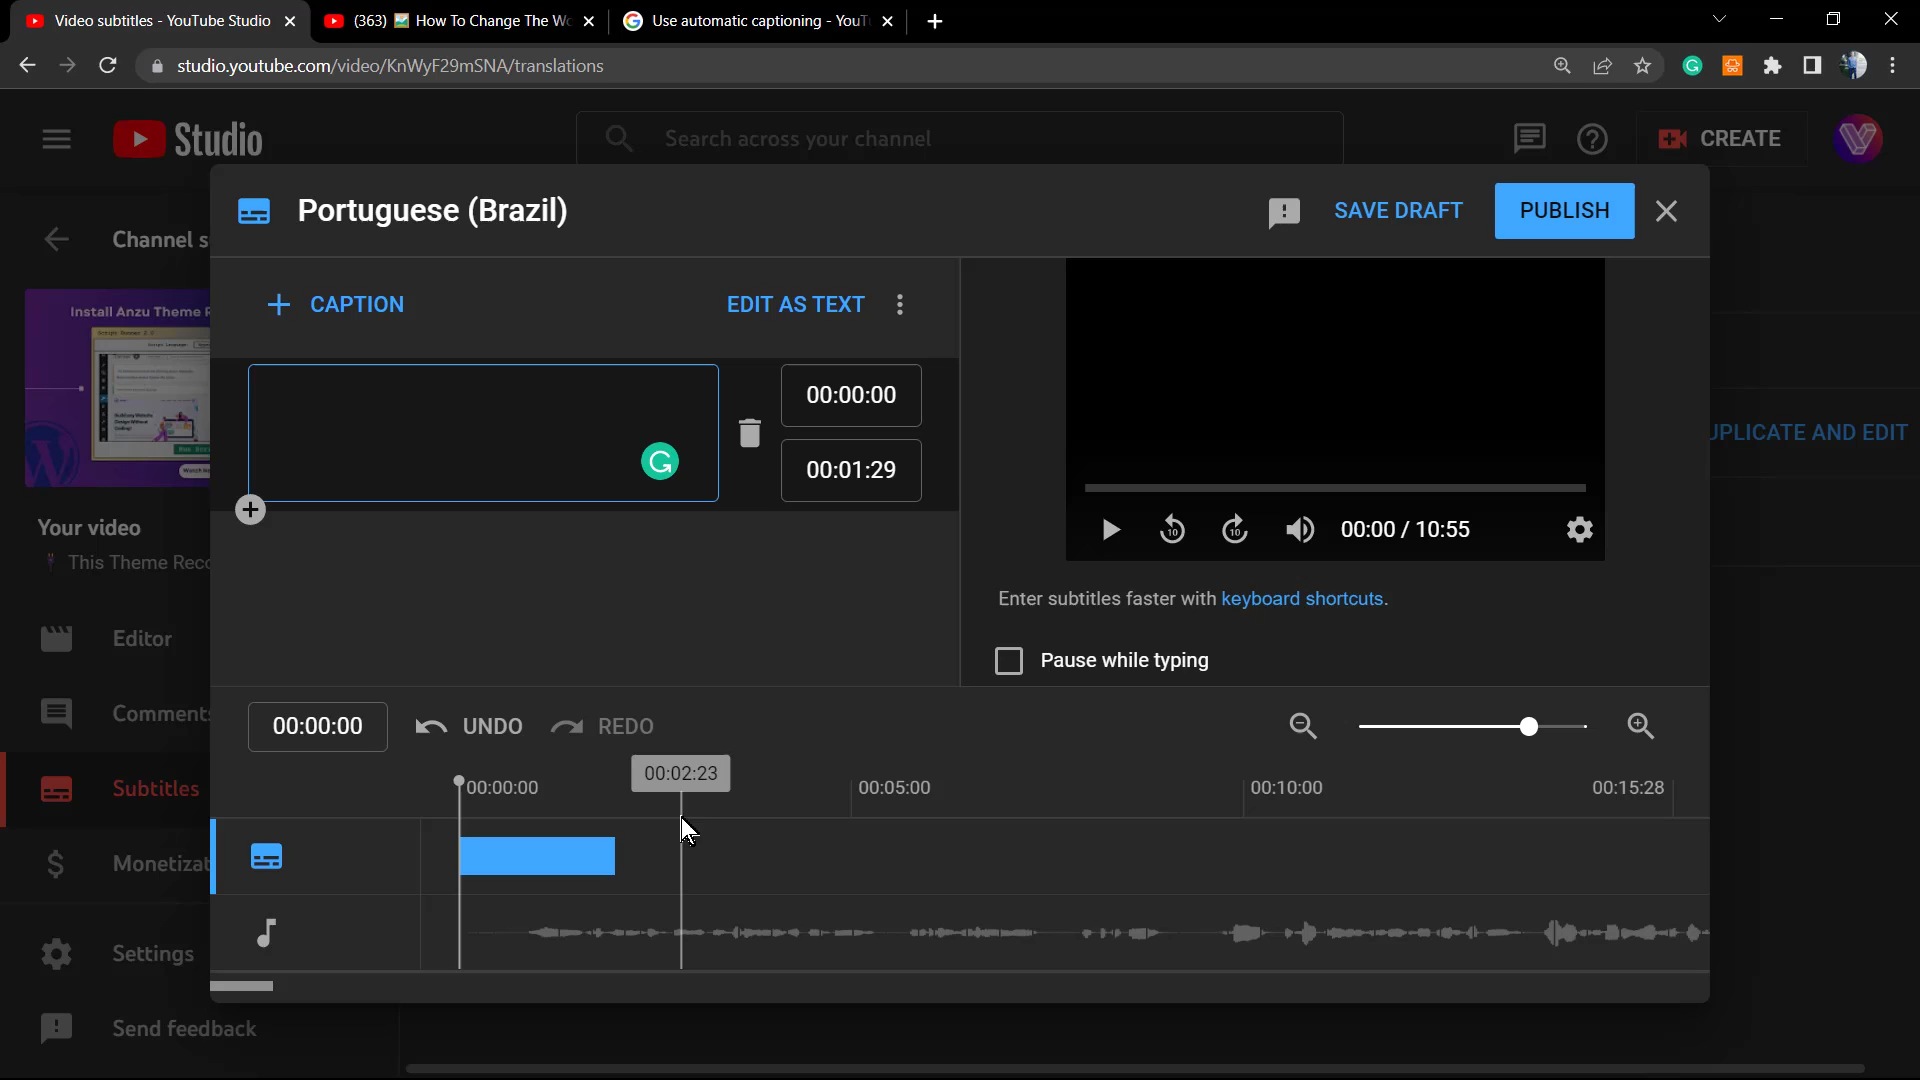 Video subtitles - YouTube Studio
(363) 🖼️ How To Change The Wo
Use automatic captioning - YouT
studio.youtube.com/video/KnWyF29mSNA/translations
Studio
Search across your channel
CREATE
Channel s
Portuguese (Brazil)
SAVE DRAFT
PUBLISH
CAPTION
EDIT AS TEXT
Install Anzu Theme
00:00:00
00:01:29
UPLICATE AND EDIT
00:00 / 10:55
Your video
This Theme Reco
Enter subtitles faster with keyboard shortcuts.
Editor
Pause while typing
Comments
00:00:00
UNDO
REDO
00:02:23
00:00:00
00:05:00
00:10:00
00:15:28
Subtitles
Monetizat
Settings
Send feedback